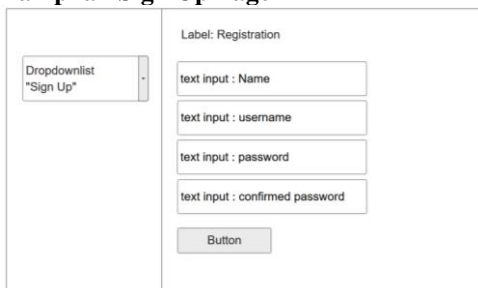 Label: Registration
Dropdownlist
"Sign Up"
text input : Name
text input : username
text input : password
text input : confirmed password
Button